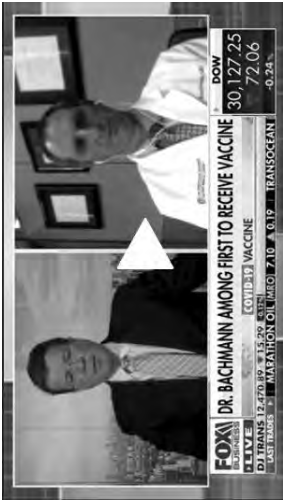 DOW
30,127.25
72.06
-0.24%
DR. BACHMANN AMONG FIRST TO RECEIVE VACCINE
COVID-19 VACCINE
FOX
BUSINESS
LIVE
DJ TRANS 12,470.89 ▼15.29
LAST TRADES ▶ MARATHON OIL (MRO) 7.10 ▲ 0.19 TRANSOCEAN